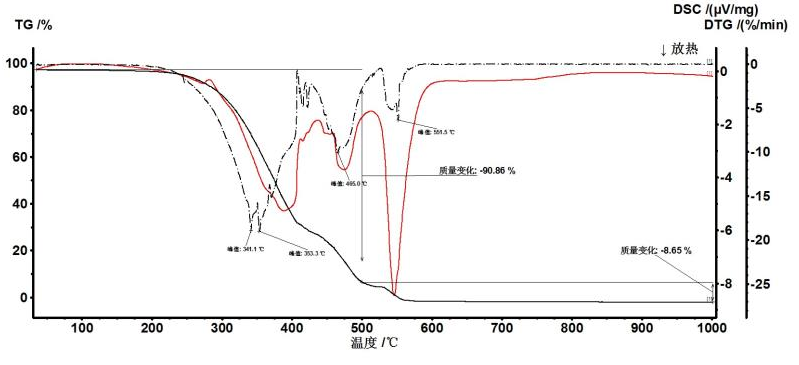 DSC /(μV/mg)
TG /%
DTG /(%/min)
↓ 放热
[1]
[1]
[1]
100
80
60
40
20
0
0
-2
-4
-6
-8
0
-5
-10
-15
-20
-25
峰值: 551.5 ℃
峰值: 465.0 ℃
质量变化: -90.86 %
峰值: 341.1 ℃
峰值: 353.3 ℃
质量变化: -8.65 %
100
200
300
400
500
600
700
800
900
1000
温度 /℃